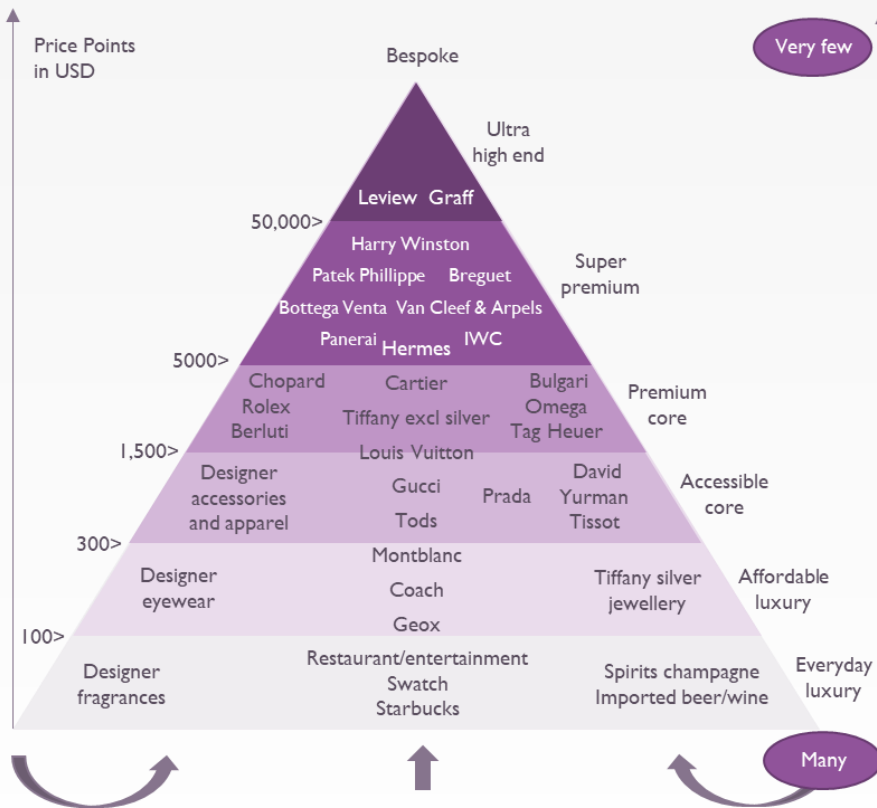 Price Points
in USD
Very few
Bespoke
Ultra
high end
Leview Graff
50,000>
Harry Winston
Patek Phillippe Breguet
Bottega Venta Van Cleef & Arpels
Panerai Hermes IWC
Super
premium
5000>
Chopard
Rolex
Berluti
Cartier
Tiffany excl silver
Bulgari
Omega
Tag Heuer
Premium
core
1,500>
Louis Vuitton
Designer
accessories
and apparel
Gucci
Tods
Prada
David
Yurman
Tissot
Accessible
core
300>
Montblanc
Designer
eyewear
Coach
Geox
Tiffany silver
jewellery
Affordable
luxury
100>
Designer
fragrances
Restaurant/entertainment
Swatch
Starbucks
Spirits champagne
Imported beer/wine
Everyday
luxury
Many